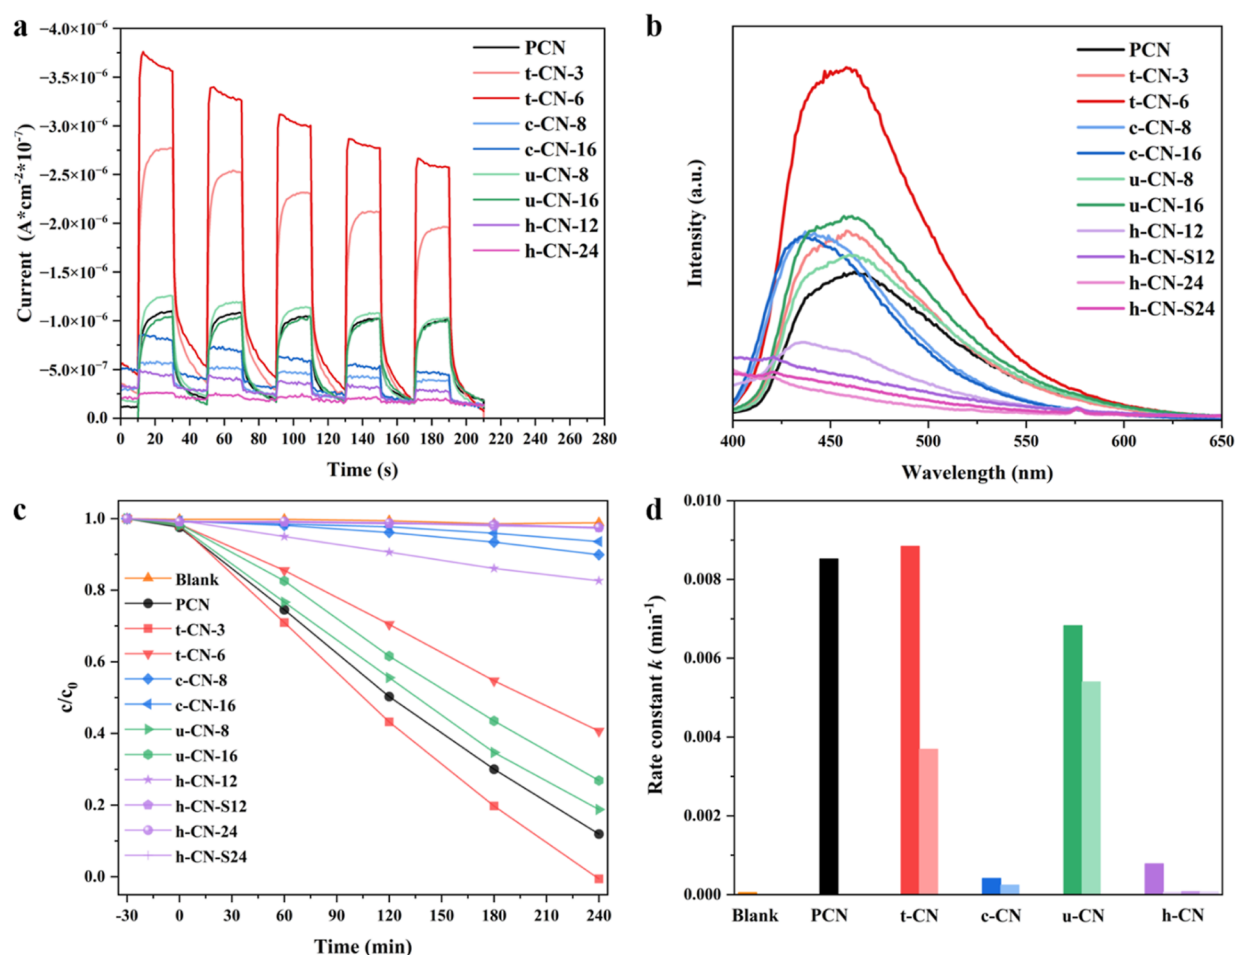 a
−4.0×10⁻⁶
−3.5×10⁻⁶
−3.0×10⁻⁶
−2.5×10⁻⁶
−2.0×10⁻⁶
−1.5×10⁻⁶
−1.0×10⁻⁶
−5.0×10⁻⁷
0.0
Current (A*cm⁻²*10⁻⁷)
0 20 40 60 80 100 120 140 160 180 200 220 240 260 280
Time (s)
PCN
t-CN-3
t-CN-6
c-CN-8
c-CN-16
u-CN-8
u-CN-16
h-CN-12
h-CN-24
b
Intensity (a.u.)
400 450 500 550 600 650
Wavelength (nm)
PCN
t-CN-3
t-CN-6
c-CN-8
c-CN-16
u-CN-8
u-CN-16
h-CN-12
h-CN-S12
h-CN-24
h-CN-S24
c
1.0
0.8
0.6
0.4
0.2
0.0
c/c₀
-30 0 30 60 90 120 150 180 210 240
Time (min)
Blank
PCN
t-CN-3
t-CN-6
c-CN-8
c-CN-16
u-CN-8
u-CN-16
h-CN-12
h-CN-S12
h-CN-24
h-CN-S24
d
0.010
0.008
0.006
0.004
0.002
0.000
Rate constant k (min⁻¹)
Blank PCN t-CN c-CN u-CN h-CN